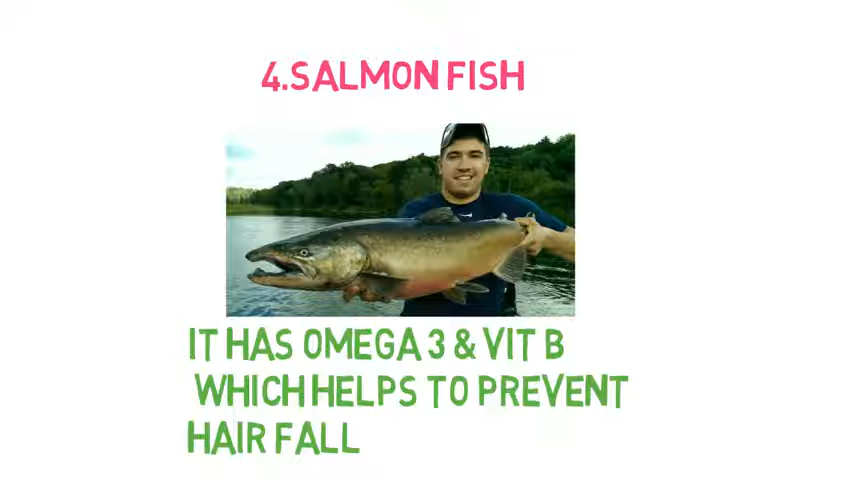 4.SALMON FISH
IT HAS OMEGA 3 & VIT B
WHICH HELPS TO PREVENT
HAIR FALL